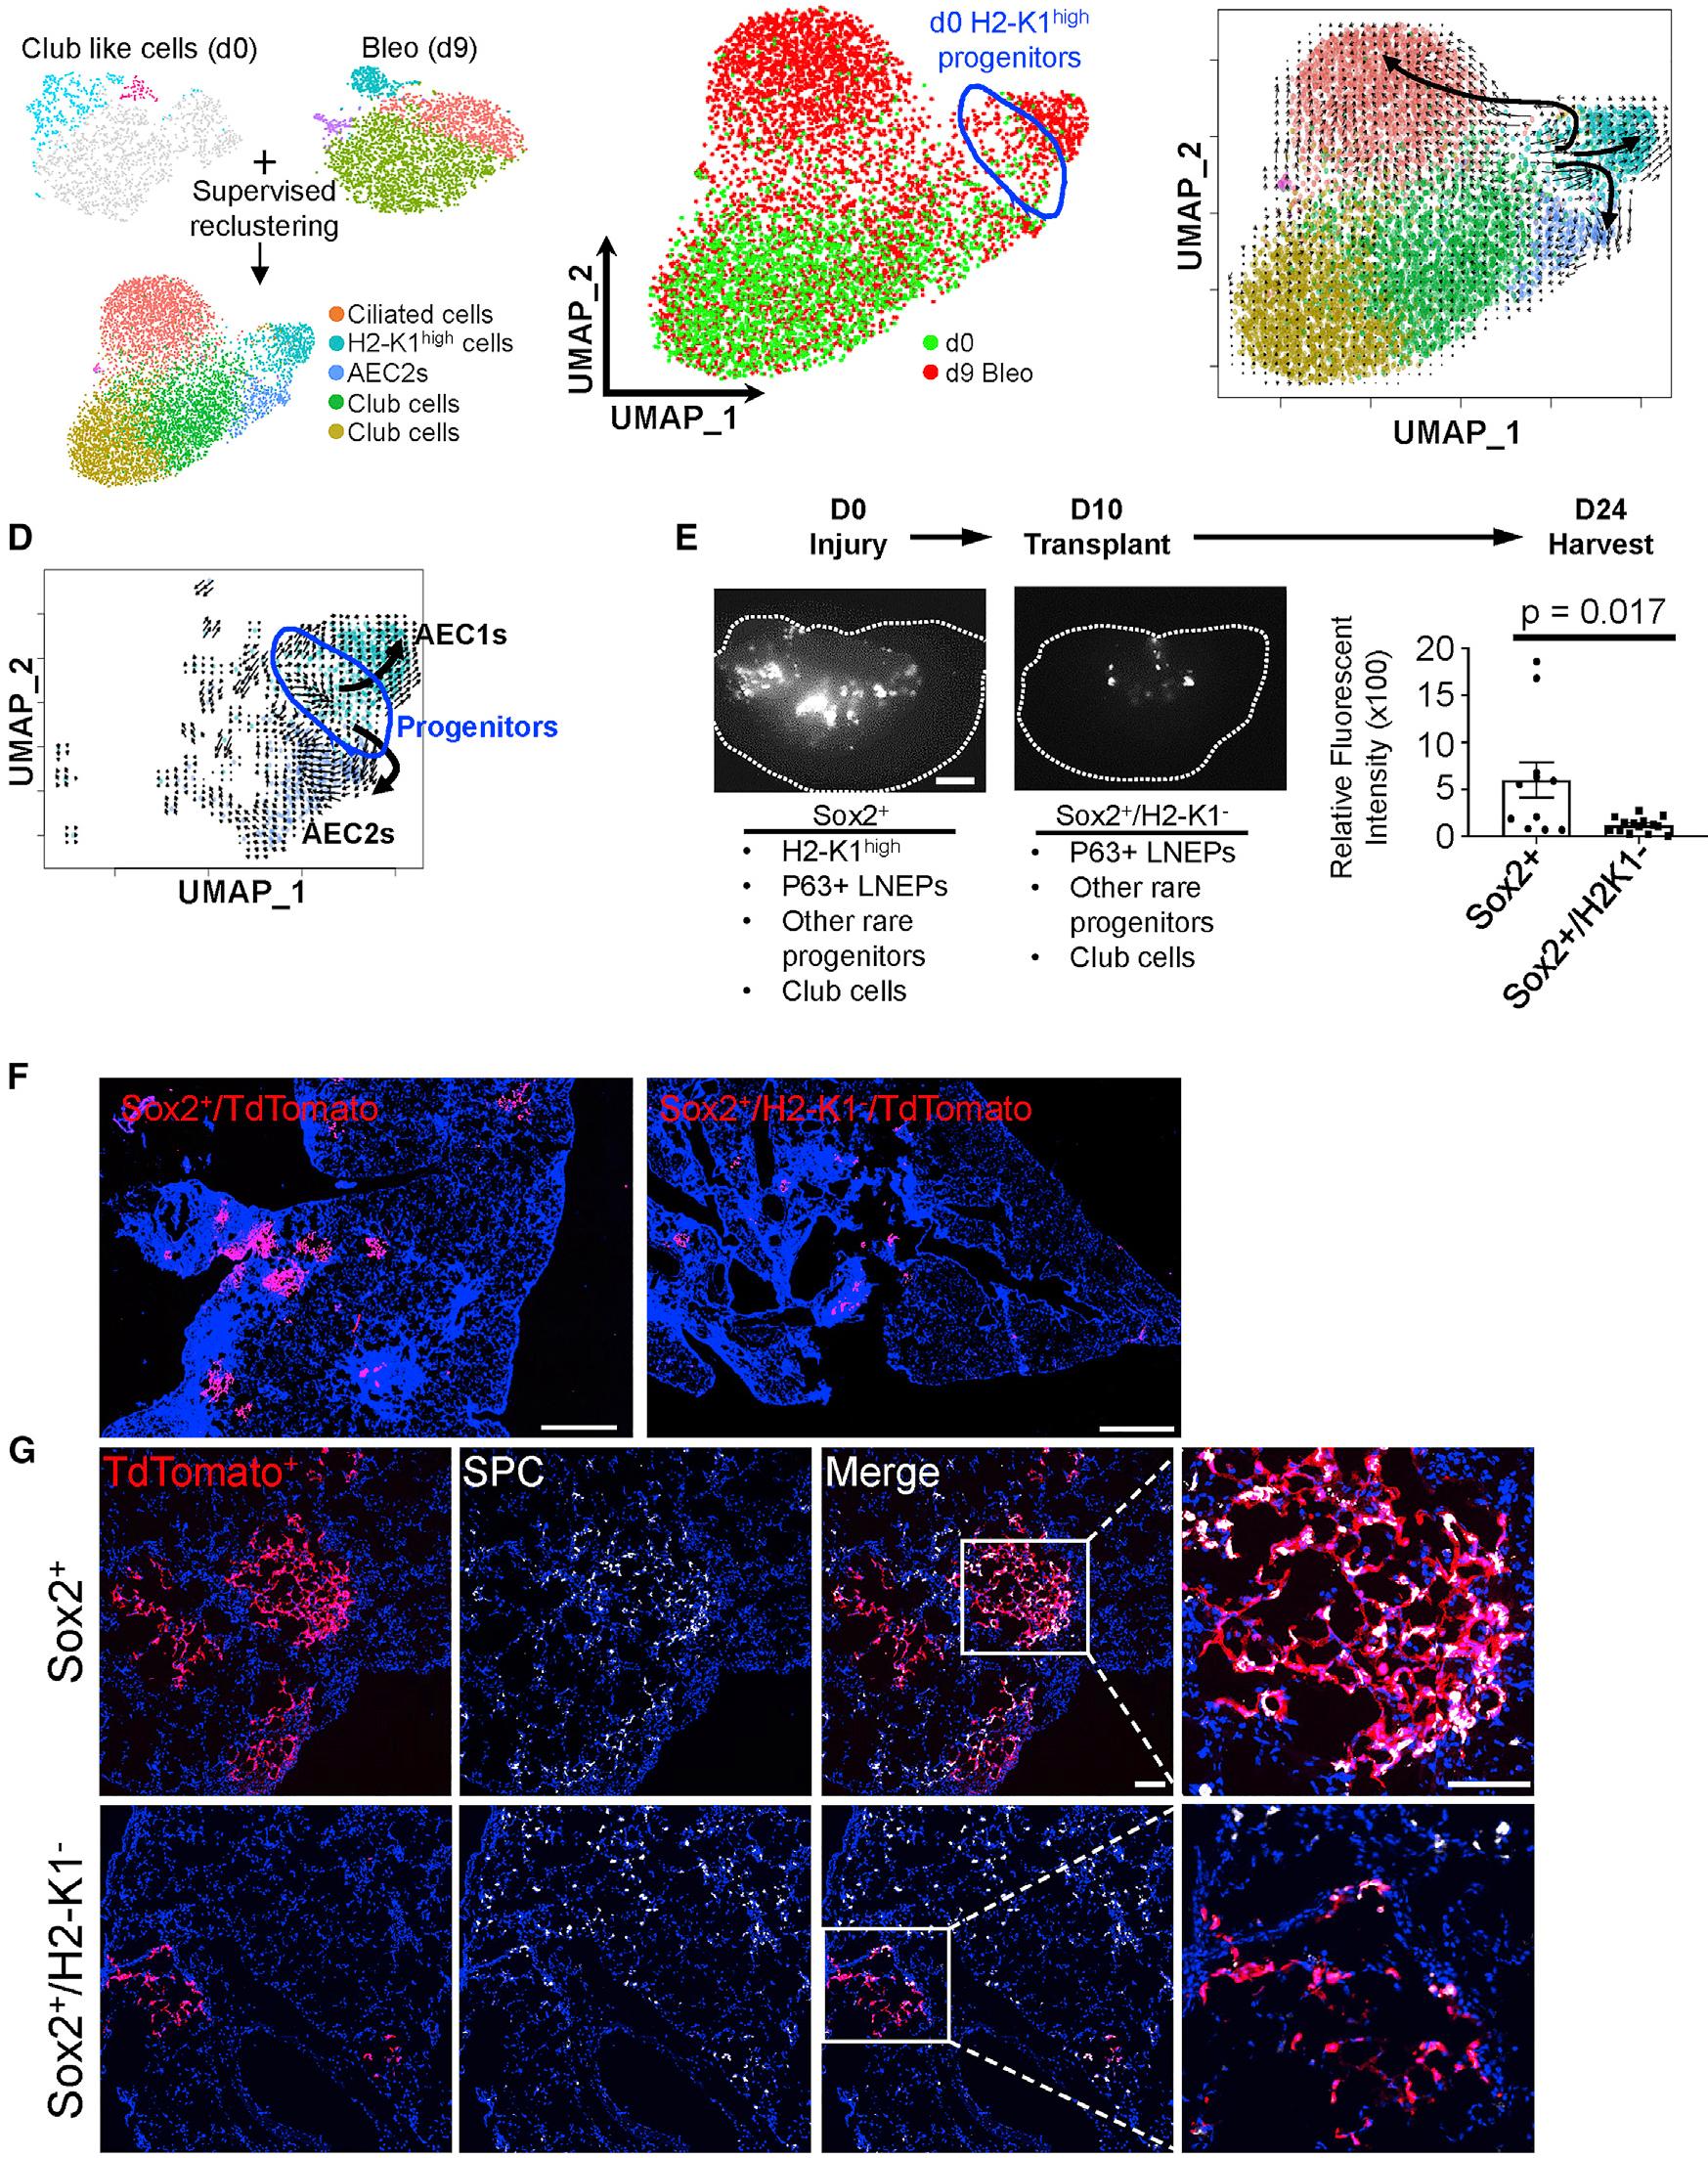 Club like cells (d0)
Bleo (d9)
+
Supervised
reclustering
Ciliated cells
H2-K1high cells
AEC2s
Club cells
Club cells
d0 H2-K1high
progenitors
d0
d9 Bleo
UMAP_2
UMAP_1
UMAP_2
UMAP_1
D
AEC1s
Progenitors
AEC2s
UMAP_2
UMAP_1
E
D0
Injury
D10
Transplant
D24
Harvest
Sox2+
• H2-K1high
• P63+ LNEPs
• Other rare
progenitors
• Club cells
Sox2+/H2-K1-
• P63+ LNEPs
• Other rare
progenitors
• Club cells
p = 0.017
Relative Fluorescent
Intensity (x100)
20
15
10
5
0
Sox2+
Sox2+/H2K1-
F
Sox2+/TdTomato
Sox2+/H2-K1-/TdTomato
G
TdTomato+
SPC
Merge
Sox2+
Sox2+/H2-K1-